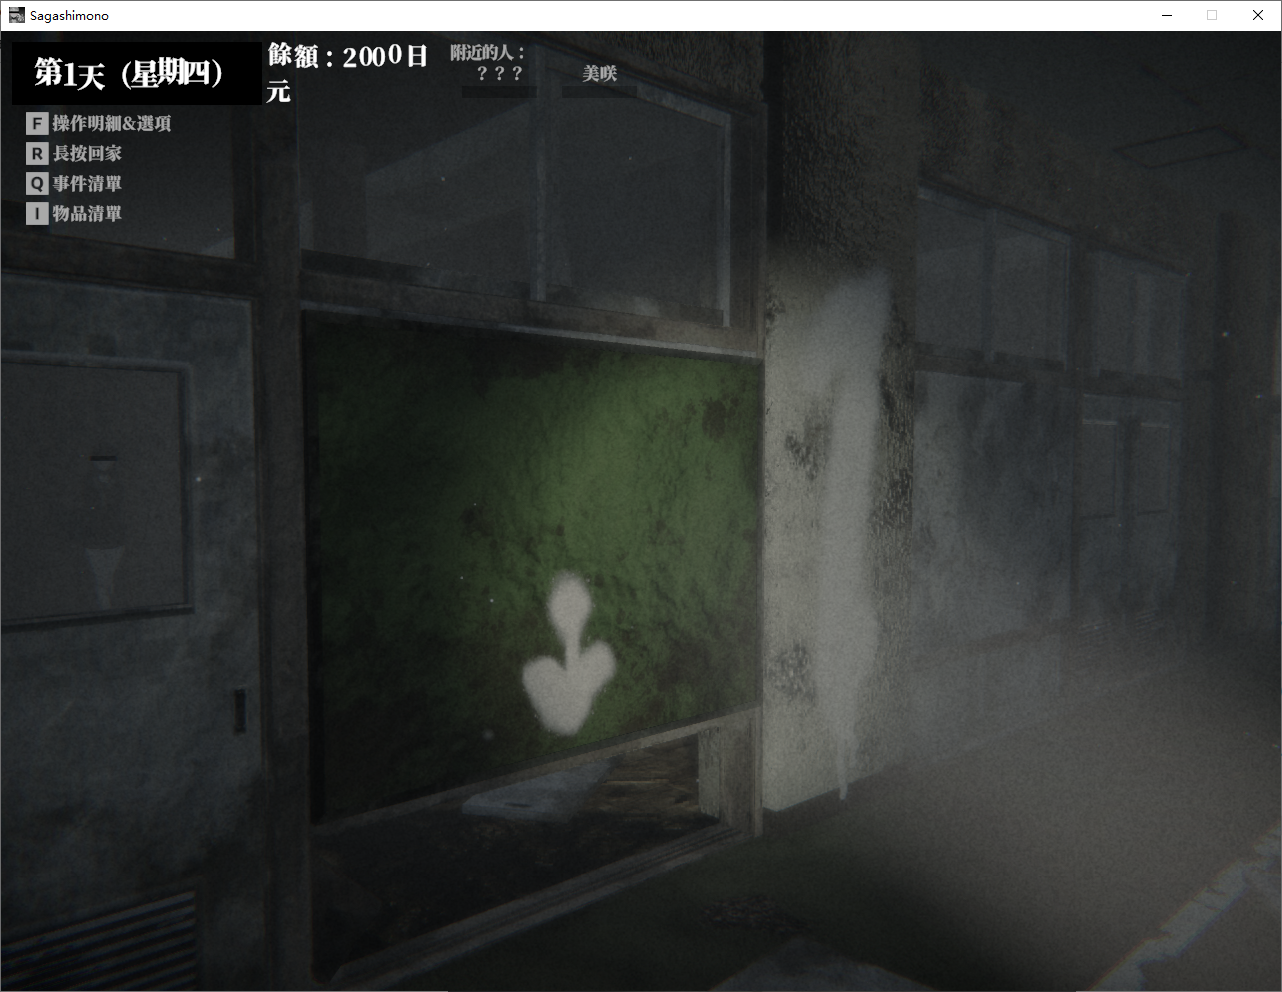 Sagashimono
第1天（星期四）
餘額：2000日
元
附近的人：
？？？
美咲
F 操作明細&選項
R 長按回家
Q 事件清單
I 物品清單